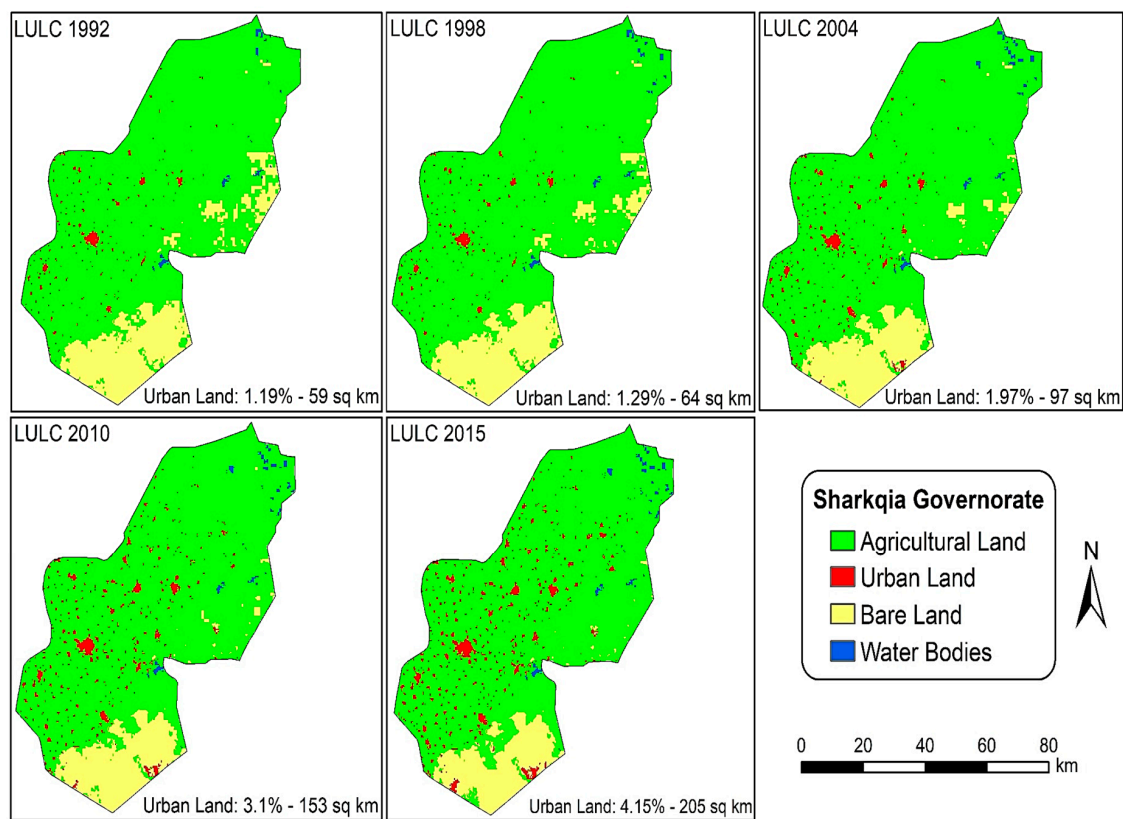 LULC 1992
Urban Land: 1.19% - 59 sq km
LULC 1998
Urban Land: 1.29% - 64 sq km
LULC 2004
Urban Land: 1.97% - 97 sq km
LULC 2010
Urban Land: 3.1% - 153 sq km
LULC 2015
Urban Land: 4.15% - 205 sq km
Sharkqia Governorate
Agricultural Land
Urban Land
Bare Land
Water Bodies
N
0 20 40 60 80
km